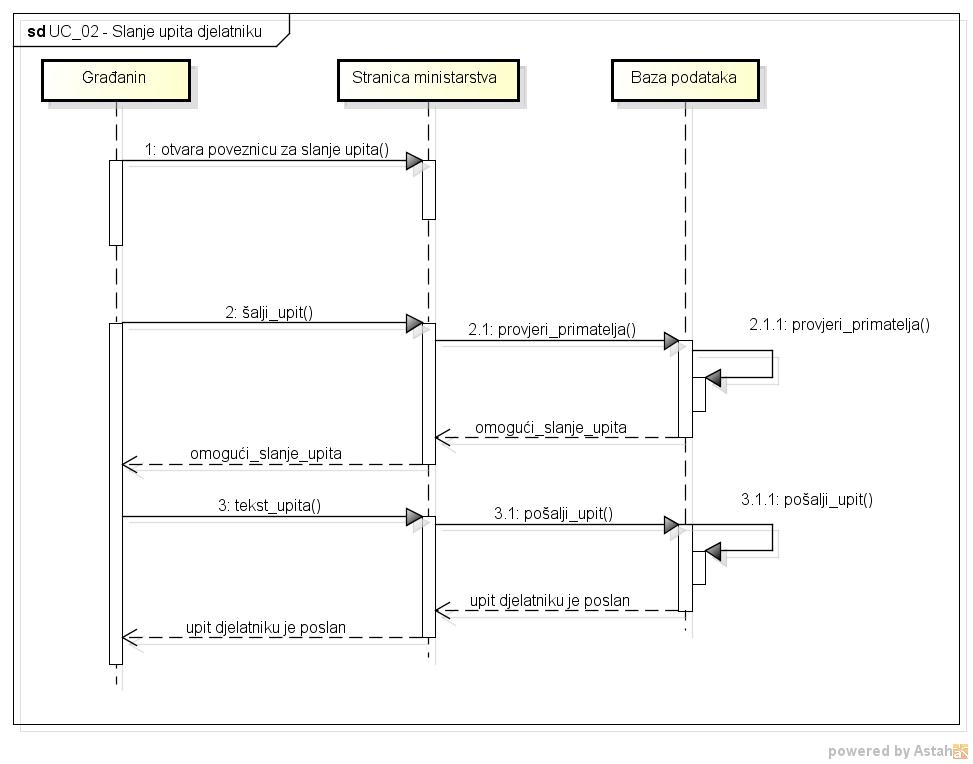 sd UC_02 - Slanje upita djelatniku
Građanin
Stranica ministarstva
Baza podataka
1: otvara poveznicu za slanje upita()
2: šalji_upit()
2.1: provjeri_primatelja()
2.1.1: provjeri_primatelja()
omogući_slanje_upita
omogući_slanje_upita
3: tekst_upita()
3.1: pošalji_upit()
3.1.1: pošalji_upit()
upit djelatniku je poslan
upit djelatniku je poslan
powered by Astah